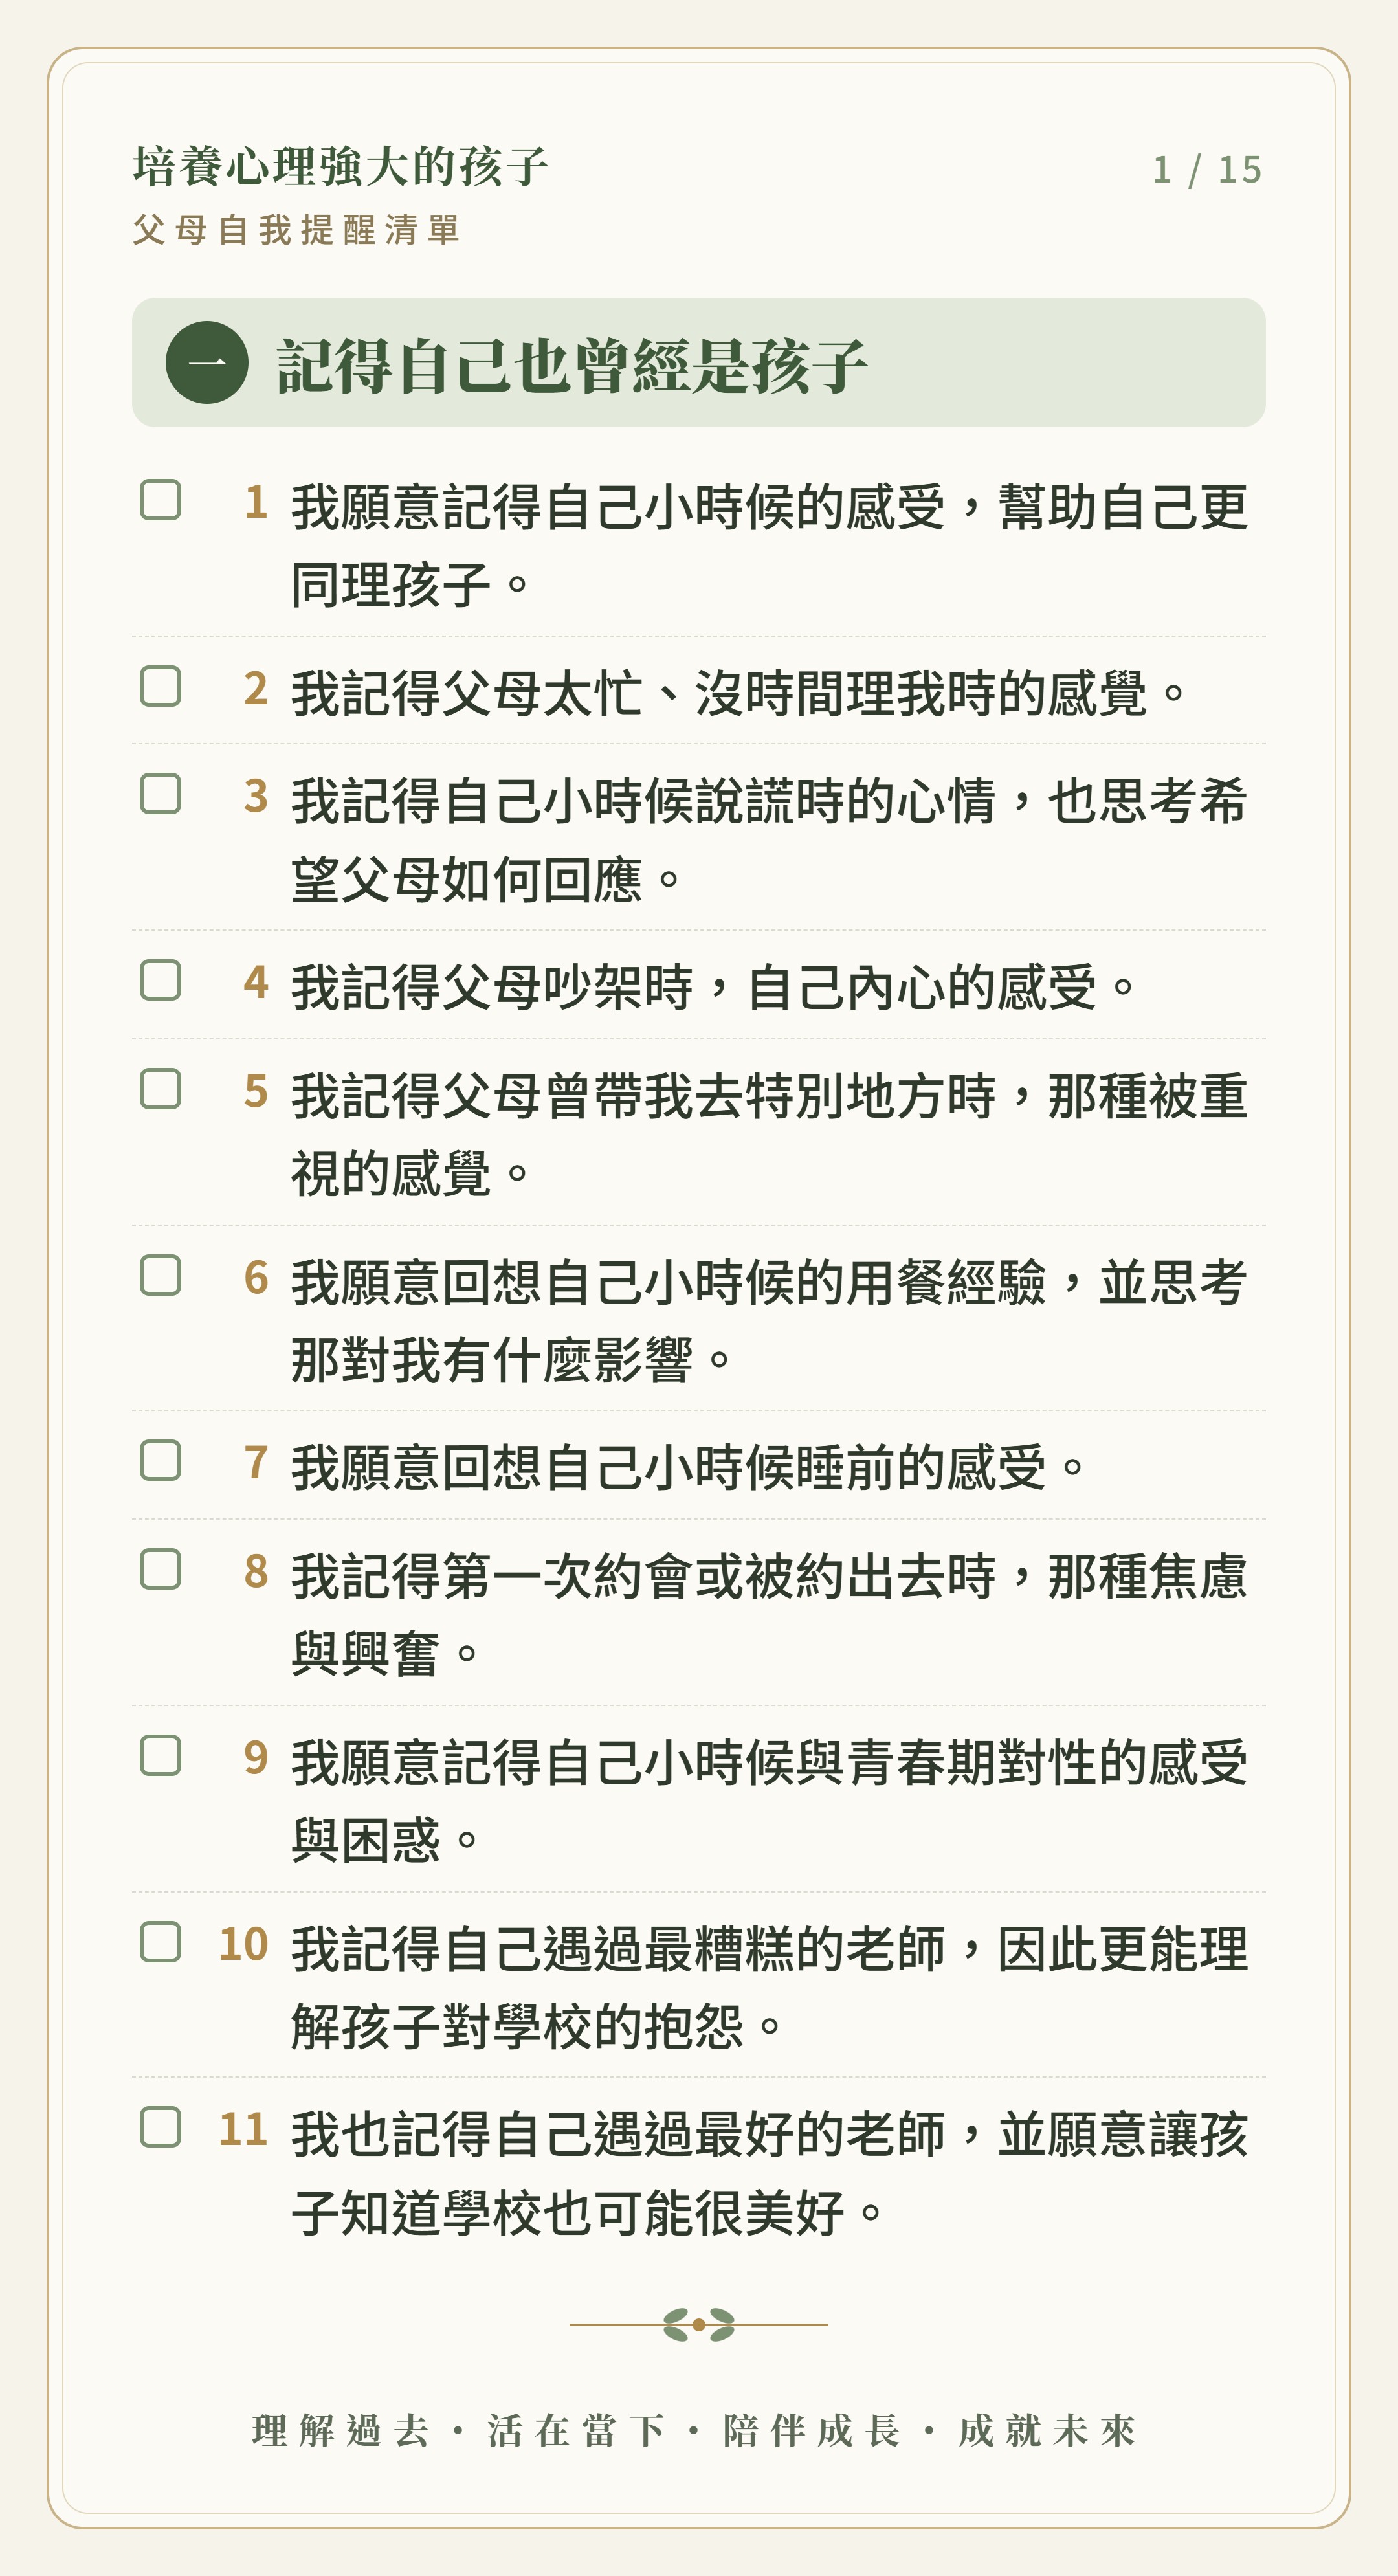 培養心理強大的孩子
1 / 15
父母自我提醒清單
一 記得自己也曾經是孩子
1 我願意記得自己小時候的感受，幫助自己更
同理孩子。
2 我記得父母太忙、沒時間理我時的感覺。
3 我記得自己小時候說謊時的心情，也思考希
望父母如何回應。
4 我記得父母吵架時，自己內心的感受。
5 我記得父母曾帶我去特別地方時，那種被重
視的感覺。
6 我願意回想自己小時候的用餐經驗，並思考
那對我有什麼影響。
7 我願意回想自己小時候睡前的感受。
8 我記得第一次約會或被約出去時，那種焦慮
與興奮。
9 我願意記得自己小時候與青春期對性的感受
與困惑。
10 我記得自己遇過最糟糕的老師，因此更能理
解孩子對學校的抱怨。
11 我也記得自己遇過最好的老師，並願意讓孩
子知道學校也可能很美好。
理解過去・活在當下・陪伴成長・成就未來